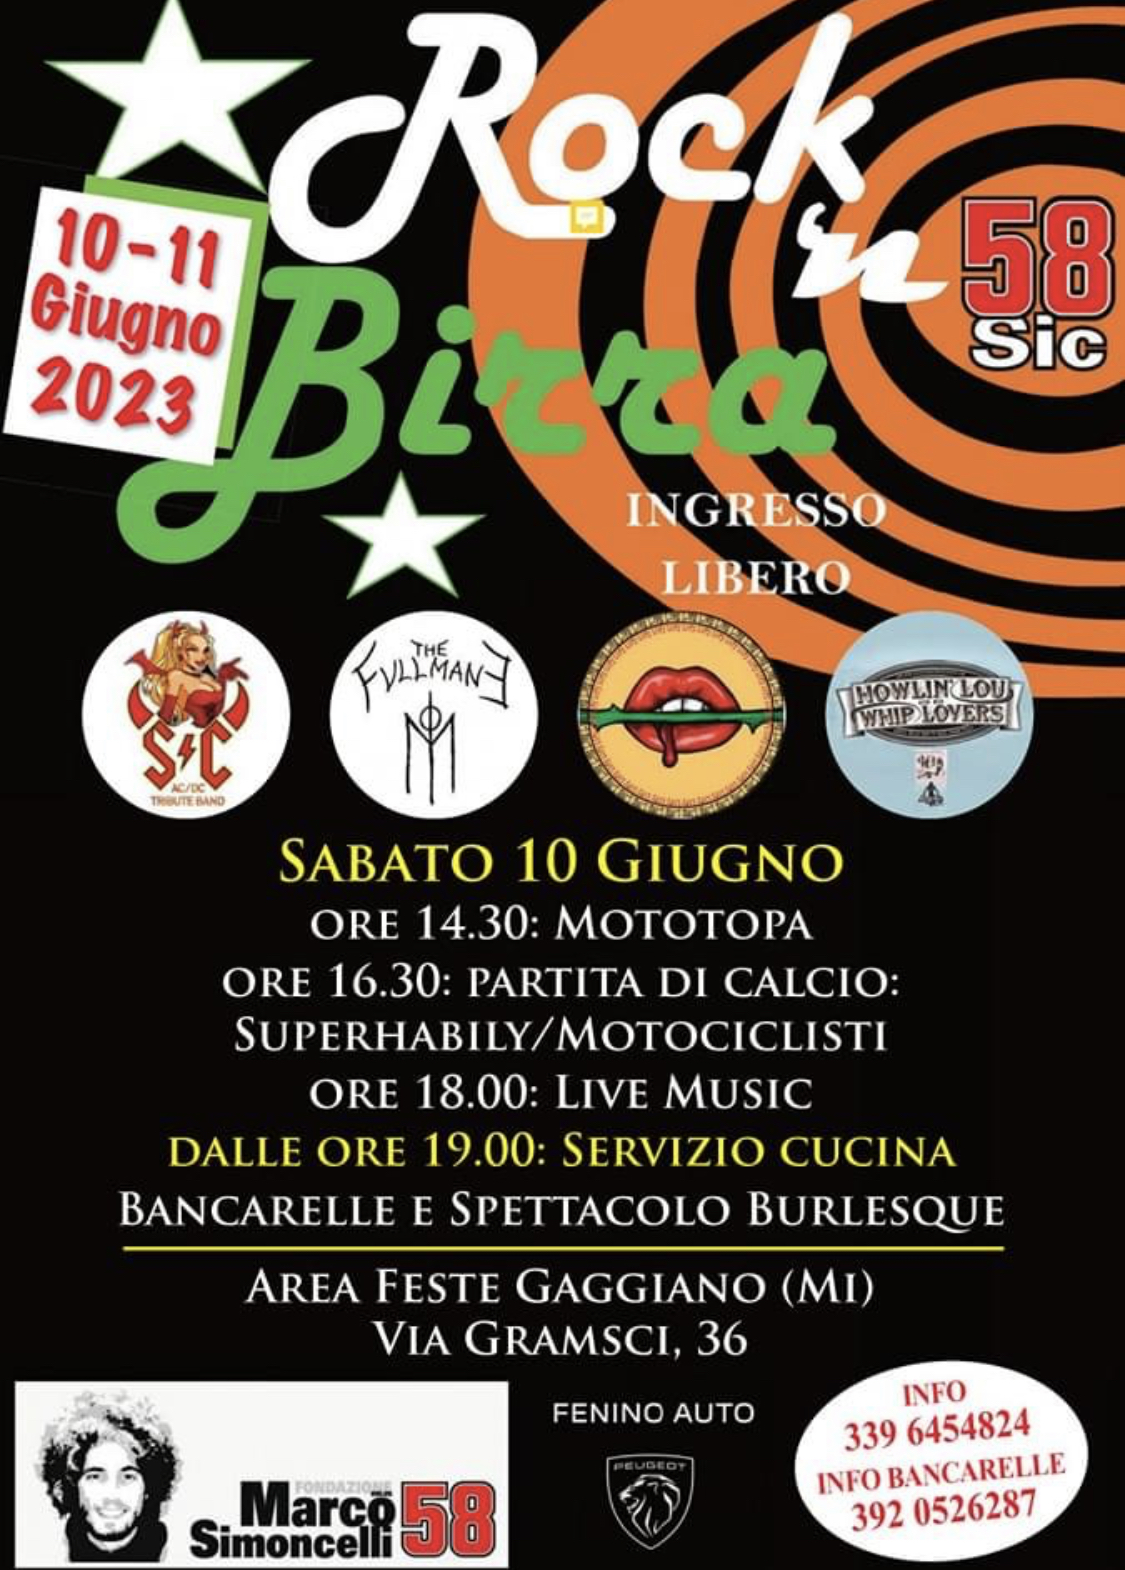 Rock
'n
58
Sic
10-11
Giugno
2023
Birra
INGRESSO
LIBERO
S C
AC/DC
TRIBUTE BAND
THE
FULLMANE
HOWLIN' LOU
WHIP LOVERS
SABATO 10 GIUGNO
ORE 14.30: MOTOTOPA
ORE 16.30: PARTITA DI CALCIO:
SUPERHABILY/MOTOCICLISTI
ORE 18.00: LIVE MUSIC
DALLE ORE 19.00: SERVIZIO CUCINA
BANCARELLE E SPETTACOLO BURLESQUE
AREA FESTE GAGGIANO (MI)
VIA GRAMSCI, 36
FONDAZIONE
Marco
Simoncelli
58
FENINO AUTO
PEUGEOT
INFO
339 6454824
INFO BANCARELLE
392 0526287